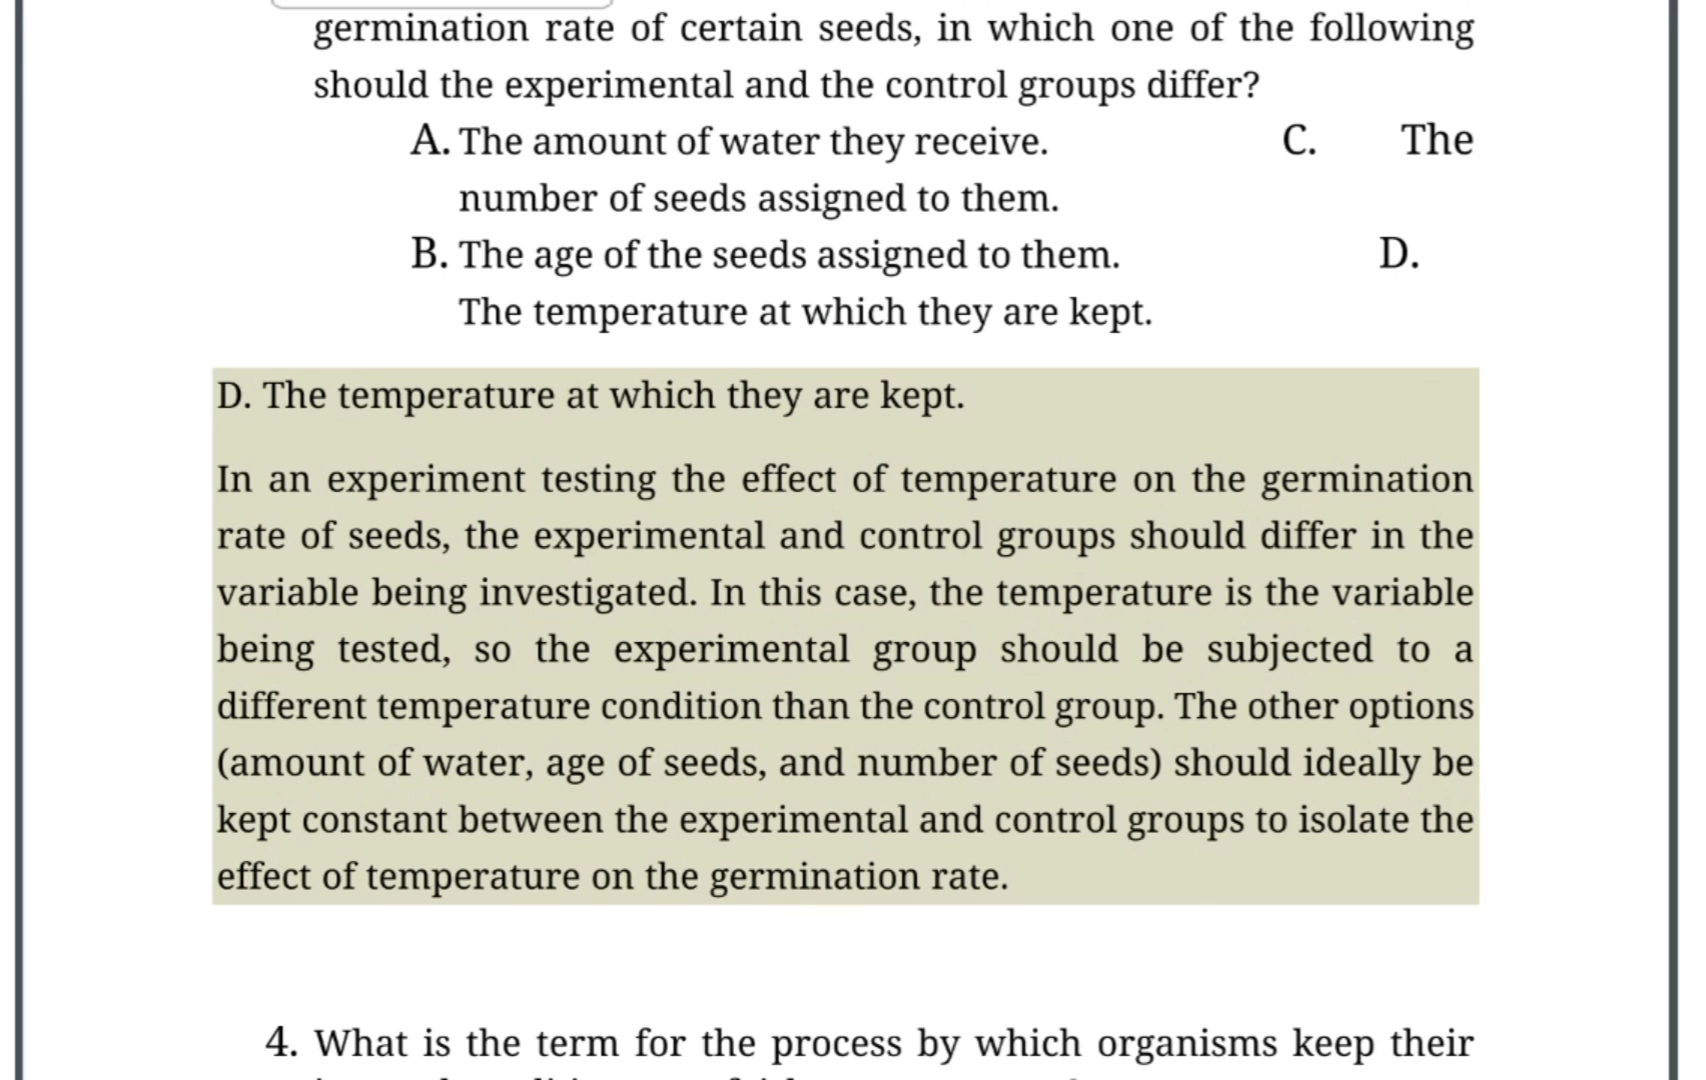 germination rate of certain seeds, in which one of the following
should the experimental and the control groups differ?
A. The amount of water they receive. C. The
number of seeds assigned to them.
B. The age of the seeds assigned to them. D.
The temperature at which they are kept.
D. The temperature at which they are kept.
In an experiment testing the effect of temperature on the germination
rate of seeds, the experimental and control groups should differ in the
variable being investigated. In this case, the temperature is the variable
being tested, so the experimental group should be subjected to a
different temperature condition than the control group. The other options
(amount of water, age of seeds, and number of seeds) should ideally be
kept constant between the experimental and control groups to isolate the
effect of temperature on the germination rate.
4. What is the term for the process by which organisms keep their